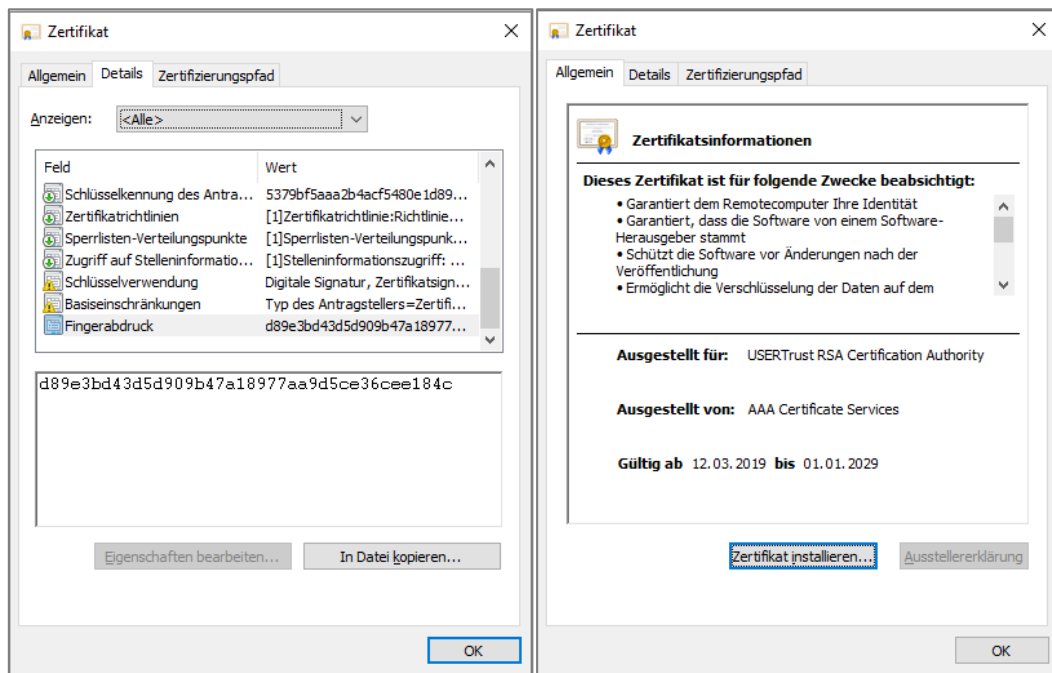 Zertifikat
Allgemein Details Zertifizierungspfad
Anzeigen: <Alle>
Feld Wert
Schlüsselkennung des Antra... 5379bf5aaa2b4acf5480e1d89...
Zertifikatrichtlinien [1]Zertifikatrichtlinie:Richtlinie...
Sperrlisten-Verteilungspunkte [1]Sperrlisten-Verteilungspunk...
Zugriff auf Stelleninformatio... [1]Stelleninformationszugriff: ...
Schlüsselverwendung Digitale Signatur, Zertifikatsign...
Basiseinschränkungen Typ des Antragstellers=Zertifi...
Fingerabdruck d89e3bd43d5d909b47a18977...
d89e3bd43d5d909b47a18977aa9d5ce36cee184c
Eigenschaften bearbeiten... In Datei kopieren...
OK
Zertifikat
Allgemein Details Zertifizierungspfad
Zertifikatsinformationen
Dieses Zertifikat ist für folgende Zwecke beabsichtigt:
• Garantiert dem Remotecomputer Ihre Identität
• Garantiert, dass die Software von einem Software-
Herausgeber stammt
• Schützt die Software vor Änderungen nach der
Veröffentlichung
• Ermöglicht die Verschlüsselung der Daten auf dem
Ausgestellt für: USERTrust RSA Certification Authority
Ausgestellt von: AAA Certificate Services
Gültig ab 12.03.2019 bis 01.01.2029
Zertifikat installieren... Ausstellererklärung
OK